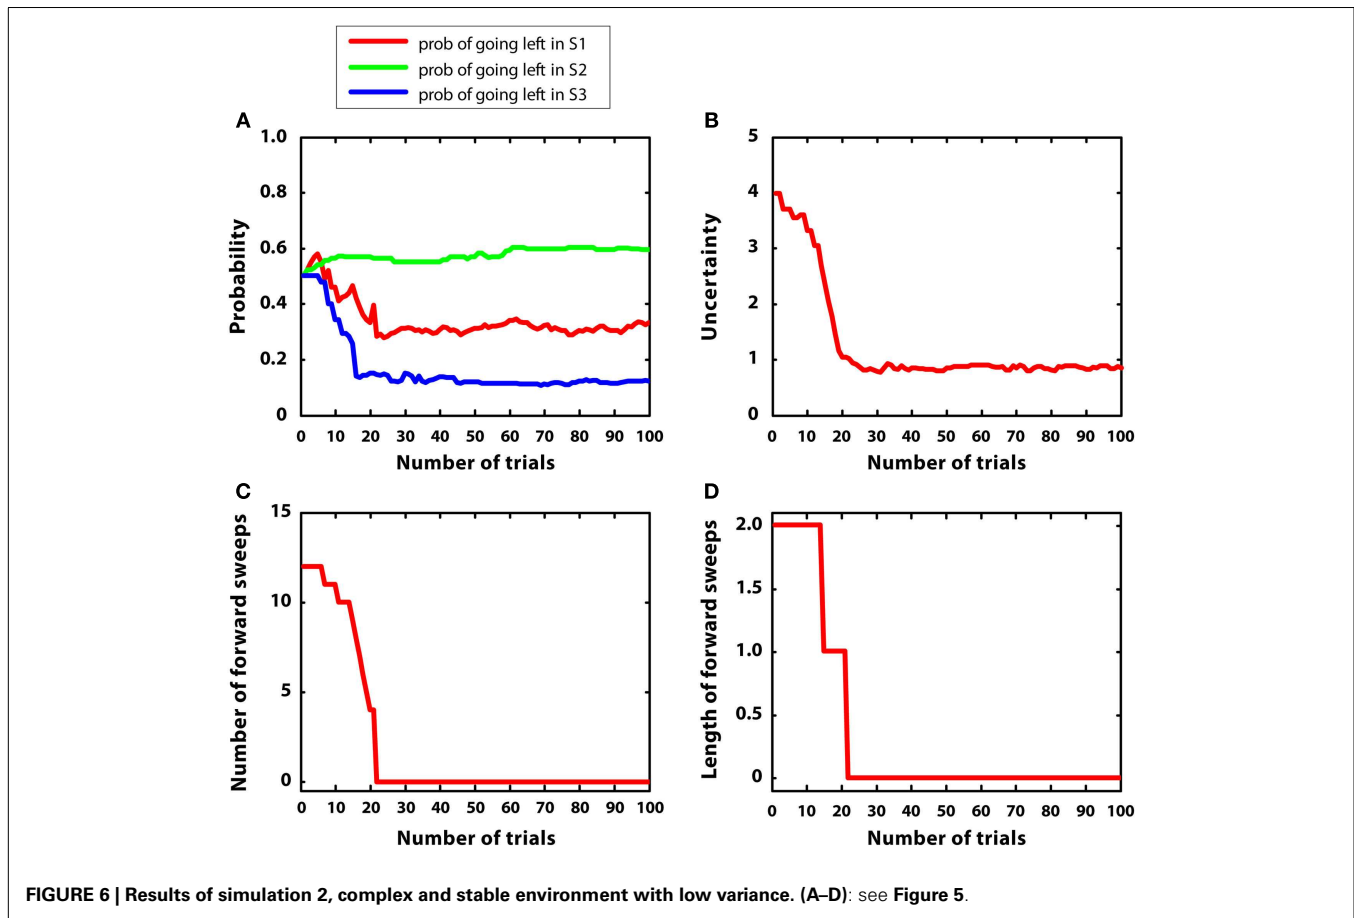 prob of going left in S1
prob of going left in S2
prob of going left in S3
A
1.0
0.8
0.6
0.4
0.2
0
Probability
0 10 20 30 40 50 60 70 80 90 100
Number of trials
B
5
4
3
2
1
0
Uncertainty
0 10 20 30 40 50 60 70 80 90 100
Number of trials
C
15
10
5
0
Number of forward sweeps
0 10 20 30 40 50 60 70 80 90 100
Number of trials
D
2.0
1.5
1.0
0.5
0
Length of forward sweeps
0 10 20 30 40 50 60 70 80 90 100
Number of trials
FIGURE 6 | Results of simulation 2, complex and stable environment with low variance. (A–D): see Figure 5.